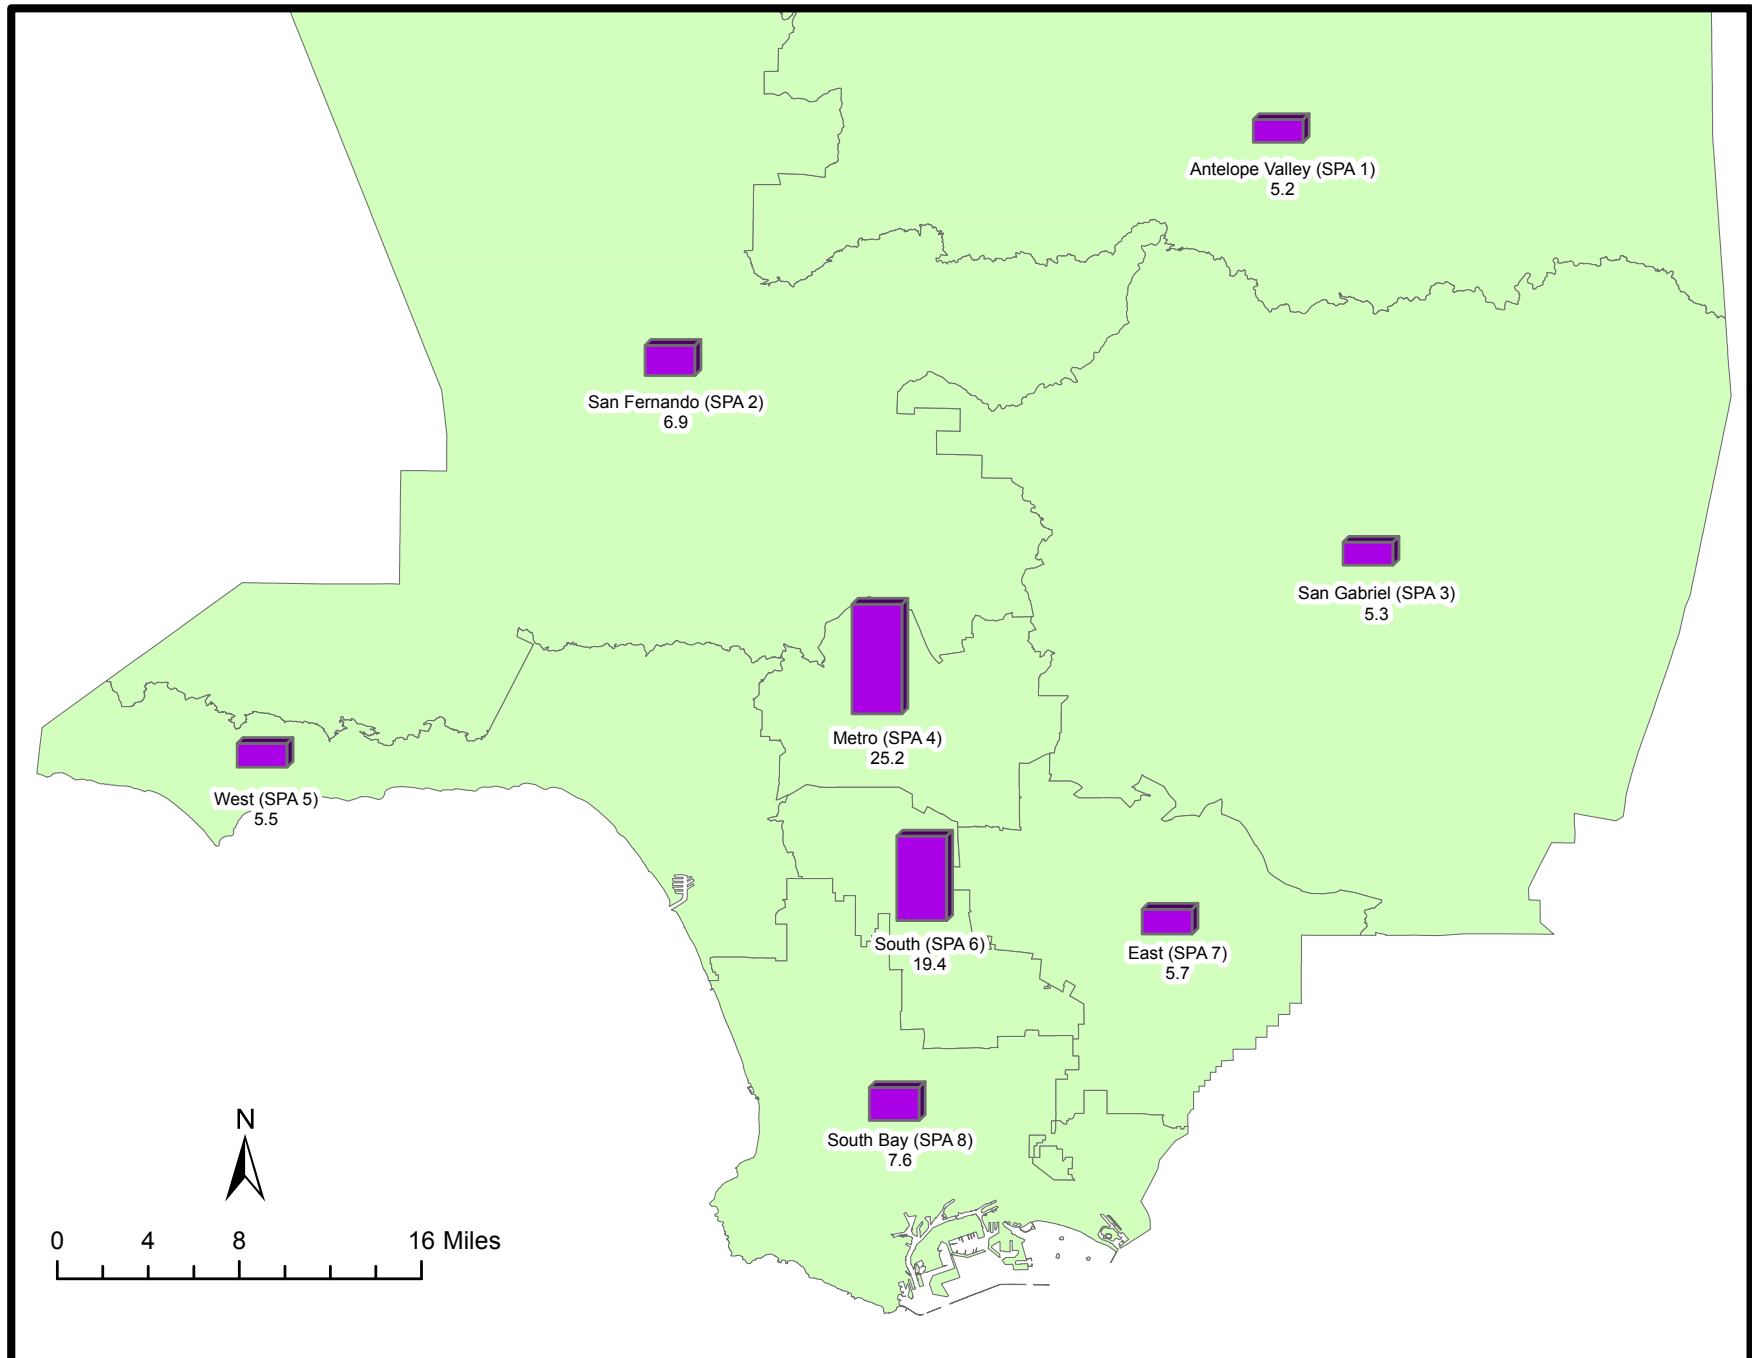 Antelope Valley (SPA 1)
5.2
San Fernando (SPA 2)
6.9
San Gabriel (SPA 3)
5.3
Metro (SPA 4)
25.2
West (SPA 5)
5.5
South (SPA 6)
19.4
East (SPA 7)
5.7
South Bay (SPA 8)
7.6
N
0 4 8 16 Miles